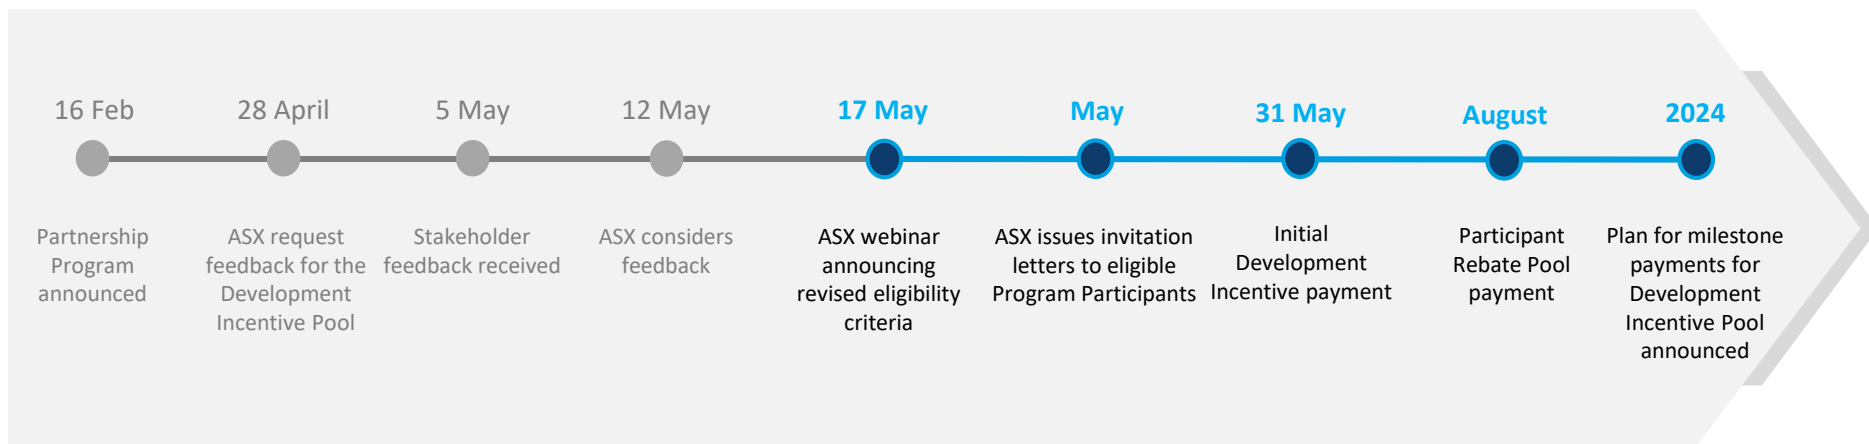 16 Feb
Partnership
Program
announced
28 April
ASX request
feedback for the
Development
Incentive Pool
5 May
Stakeholder
feedback received
12 May
ASX considers
feedback
17 May
ASX webinar
announcing
revised eligibility
criteria
May
ASX issues invitation
letters to eligible
Program Participants
31 May
Initial
Development
Incentive payment
August
Participant
Rebate Pool
payment
2024
Plan for milestone
payments for
Development
Incentive Pool
announced